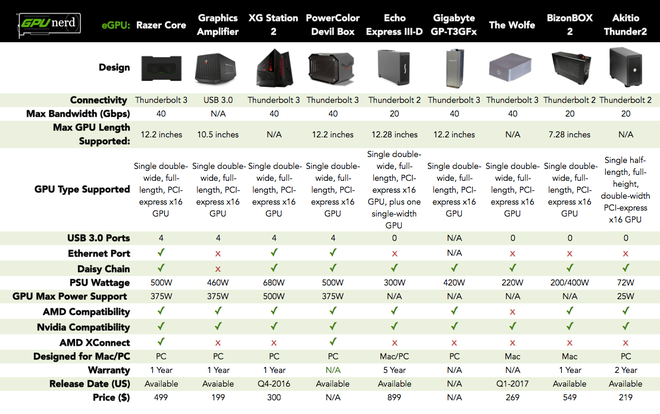 GPU nerd eGPU: Razer Core Graphics Amplifier XG Station 2 PowerColor Devil Box Echo Express III-D Gigabyte GP-T3GFx The Wolfe BizonBOX 2 Akitio Thunder2
Design
Connectivity Thunderbolt 3 USB 3.0 Thunderbolt 3 Thunderbolt 3 Thunderbolt 2 Thunderbolt 3 Thunderbolt 3 Thunderbolt 2 Thunderbolt 2
Max Bandwidth (Gbps) 40 N/A 40 40 20 40 40 20 20
Max GPU Length Supported: 12.2 inches 10.5 inches N/A 12.2 inches 12.28 inches 12.2 inches N/A 7.28 inches N/A
GPU Type Supported Single double-wide, full-length, PCI-express x16 GPU Single double-wide, full-length, PCI-express x16 GPU Single double-wide, full-length, PCI-express x16 GPU Single double-wide, full-length, PCI-express x16 GPU Single double-wide, full-length, PCI-express x16 GPU, plus one single-width GPU Single double-wide, full-length, PCI-express x16 GPU Single double-wide, full-length, PCI-express x16 GPU Single double-wide, full-length, PCI-express x16 GPU Single half-length, full-height, double-width PCI-express x16 GPU
USB 3.0 Ports 4 4 4 4 0 N/A 0 0 0
Ethernet Port ✓ x ✓ ✓ x N/A x x x
Daisy Chain ✓ x ✓ ✓ ✓ ✓ ✓ ✓ ✓
PSU Wattage 500W 460W 680W 500W 300W 420W 220W 200/400W 72W
GPU Max Power Support 375W 375W 500W 375W N/A N/A N/A N/A 25W
AMD Compatibility ✓ ✓ ✓ ✓ ✓ ✓ x ✓ ✓
Nvidia Compatibility ✓ ✓ ✓ ✓ ✓ ✓ ✓ ✓ ✓
AMD XConnect ✓ x x ✓ x x x x x
Designed for Mac/PC PC PC PC PC Mac/PC PC Mac Mac PC
Warranty 1 Year 1 Year 1 Year N/A 5 Year N/A N/A 1 Year 2 Year
Release Date (US) Available Avaiable Q4-2016 Available Available N/A Q1-2017 Available Available
Price ($) 499 199 300 N/A 899 N/A 269 549 219